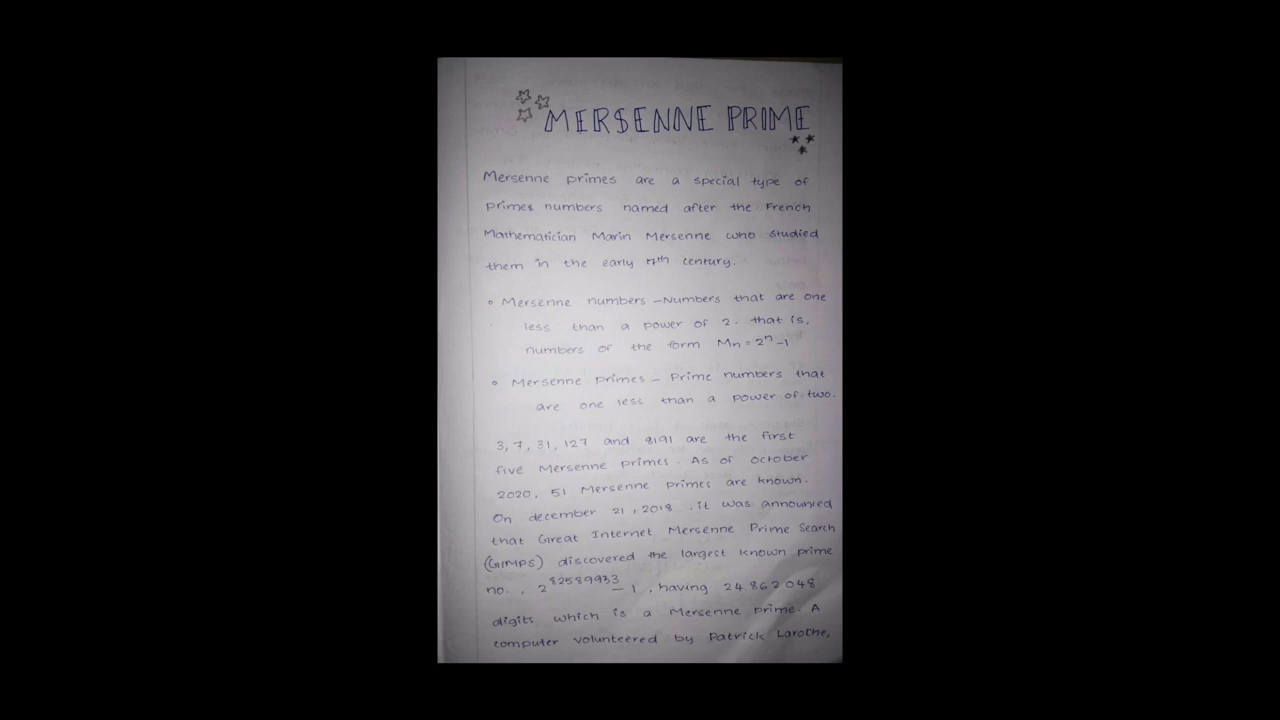 MERSENNE PRIME
Mersenne primes are a special type of
primes numbers named after the French
Mathematician Marin Mersenne who studied
them in the early 17th century.
Mersenne numbers - Numbers that are one
less than a power of 2. that is,
numbers of the form Mn = 2ⁿ - 1
Mersenne primes - Prime numbers that
are one less than a power of two.
3, 7, 31, 127 and 8191 are the first
five Mersenne primes. As of october
2020, 51 Mersenne primes are known.
On december 21, 2018, it was announced
that Great Internet Mersenne Prime Search
(GIMPS) discovered the largest known prime
no., 2⁸²⁵⁸⁹⁹³³ - 1, having 24 862 048
digits which is a Mersenne prime. A
computer volunteered by Patrick Laroche,